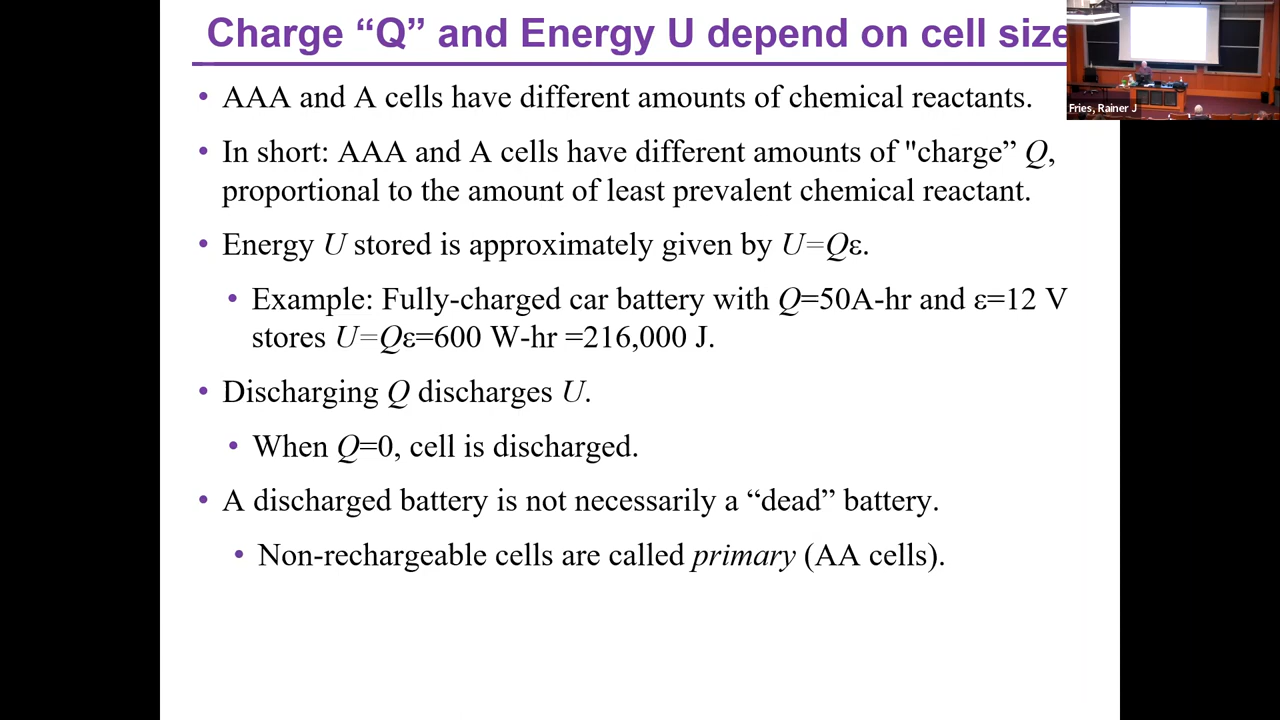 Charge “Q” and Energy U depend on cell size
Fries, Rainer J
• AAA and A cells have different amounts of chemical reactants.
• In short: AAA and A cells have different amounts of "charge” Q,
proportional to the amount of least prevalent chemical reactant.
• Energy U stored is approximately given by U=Qε.
• Example: Fully-charged car battery with Q=50A-hr and ε=12 V
stores U=Qε=600 W-hr =216,000 J.
• Discharging Q discharges U.
• When Q=0, cell is discharged.
• A discharged battery is not necessarily a “dead” battery.
• Non-rechargeable cells are called primary (AA cells).